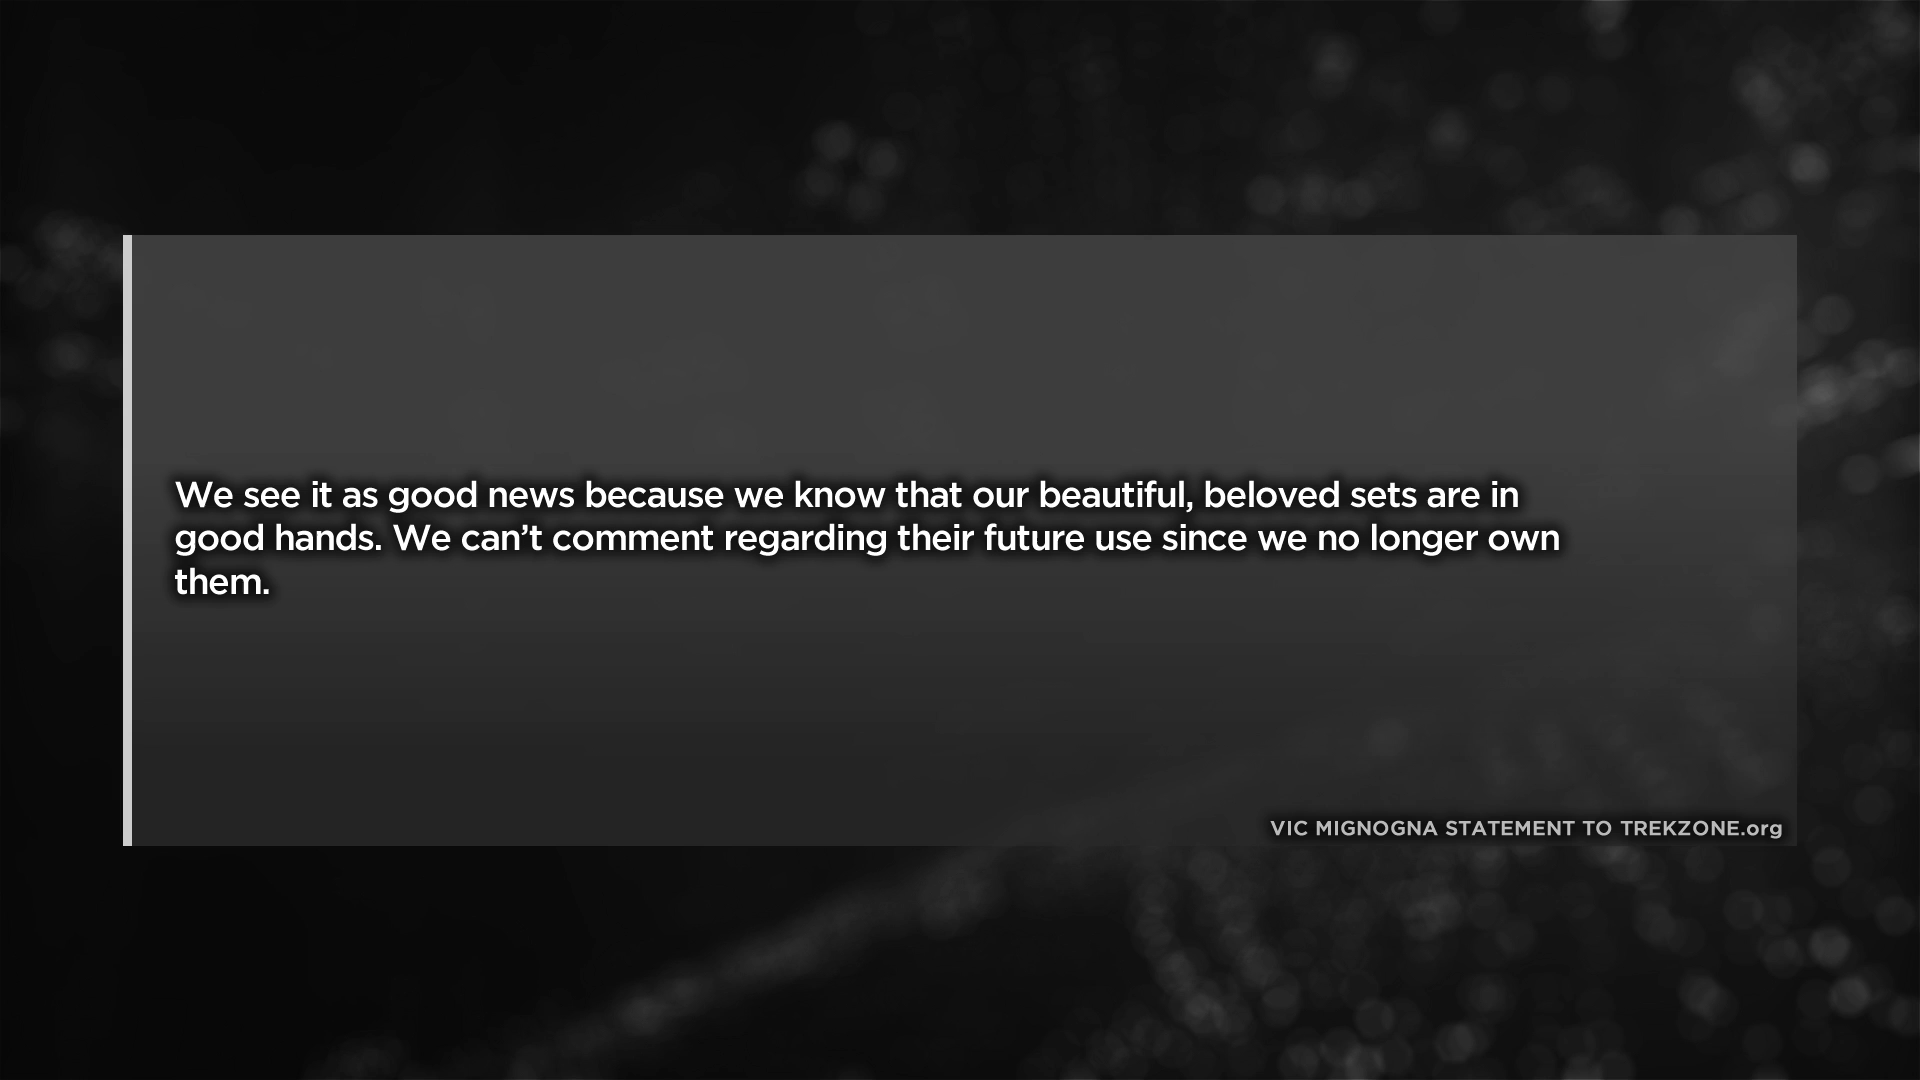 We see it as good news because we know that our beautiful, beloved sets are in
good hands. We can’t comment regarding their future use since we no longer own
them.
VIC MIGNOGNA STATEMENT TO TREKZONE.org